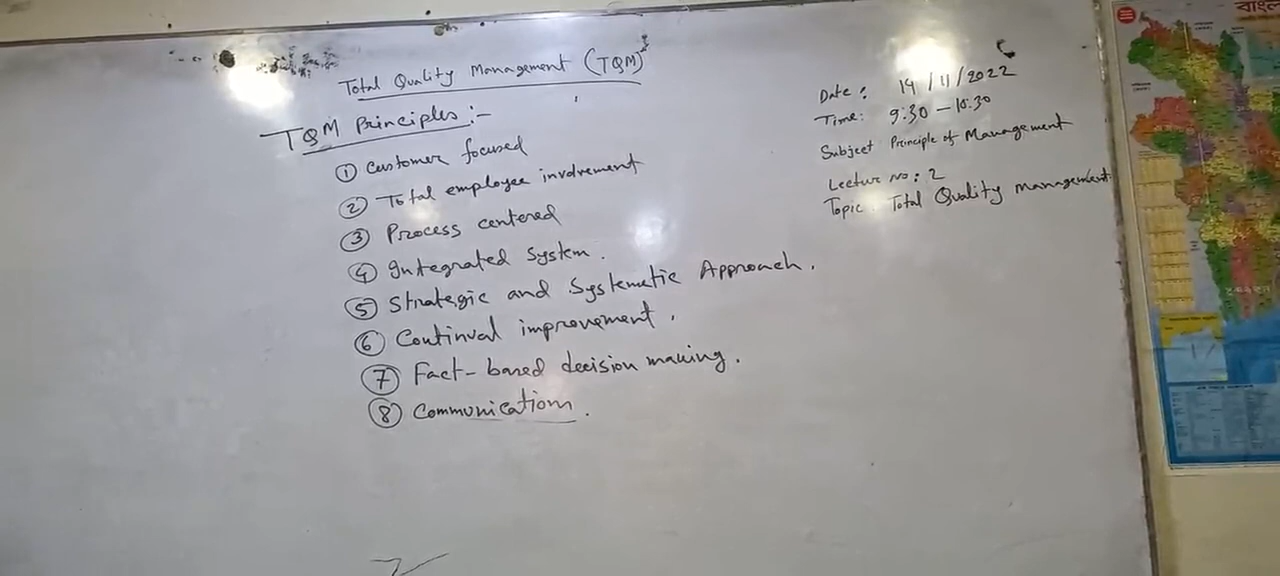 Total Quality Management (TQM)
TQM Principles:-
① Customer focused
② Total employee involvement
③ Process centered
④ Integrated System.
⑤ Strategic and Systemetic Approach.
⑥ Continual improvement.
⑦ Fact-based decision making.
⑧ Communication.
Date: 14/11/2022
Time: 9:30 – 10.30
Subject Principle of Management
Lecture no: 2
Topic. Total Quality management
বাংল